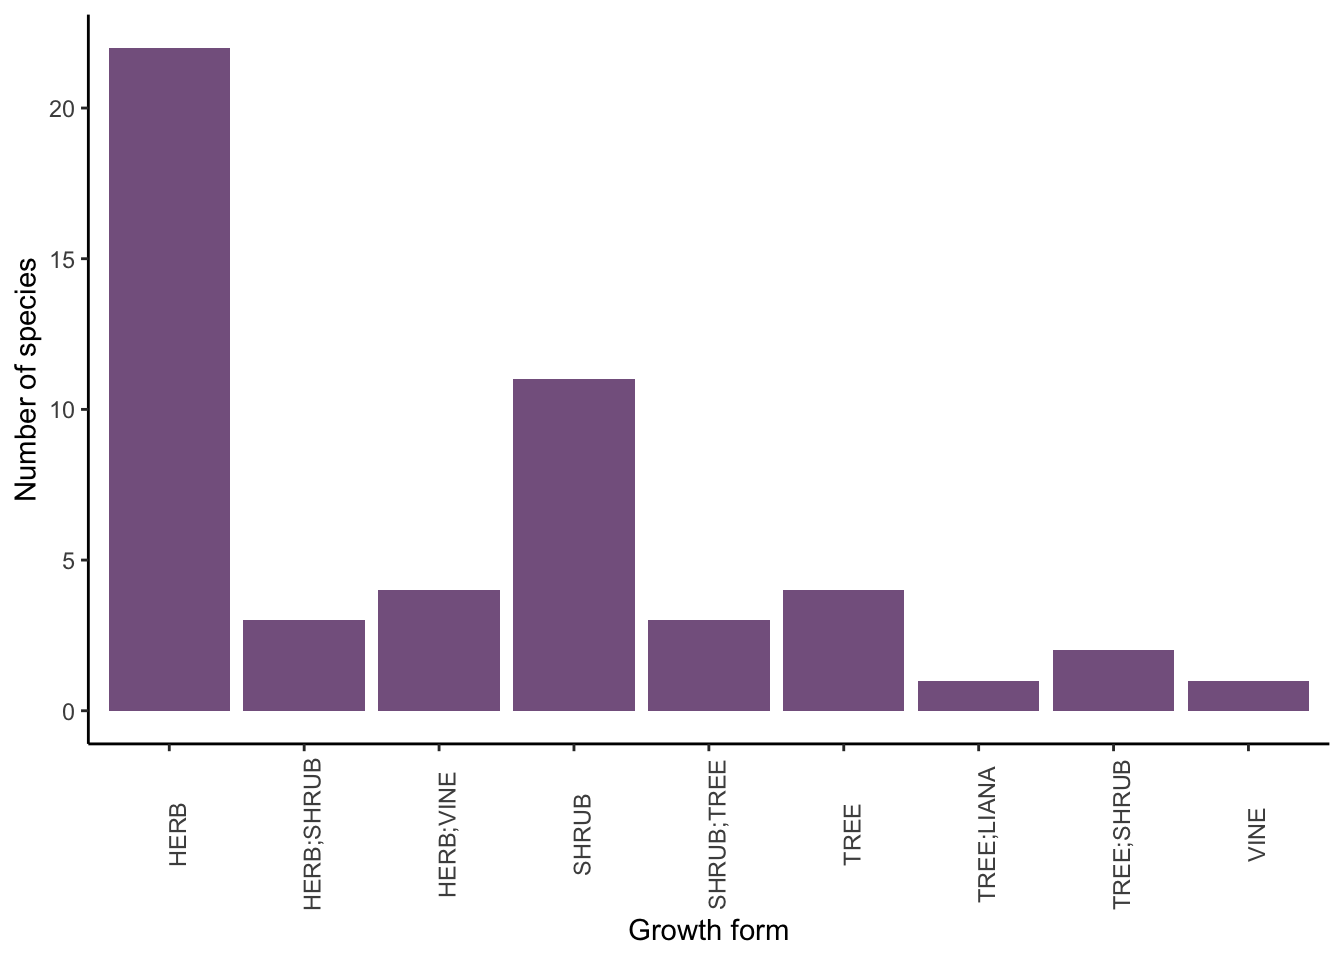 Number of species
20
15
10
5
0
HERB
HERB;SHRUB
HERB;VINE
SHRUB
SHRUB;TREE
TREE
TREE;LIANA
TREE;SHRUB
VINE
Growth form